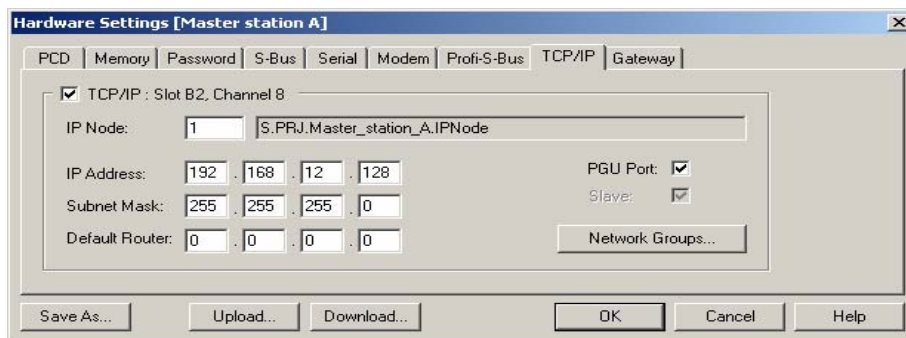 Hardware Settings [Master station A]
PCD Memory Password S-Bus Serial Modem Profi-S-Bus TCP/IP Gateway
TCP/IP : Slot B2, Channel 8
IP Node: 1 S.PRJ.Master_station_A.IPNode
IP Address: 192 . 168 . 12 . 128 PGU Port:
Subnet Mask: 255 . 255 . 255 . 0 Slave:
Default Router: 0 . 0 . 0 . 0 Network Groups...
Save As... Upload... Download... OK Cancel Help